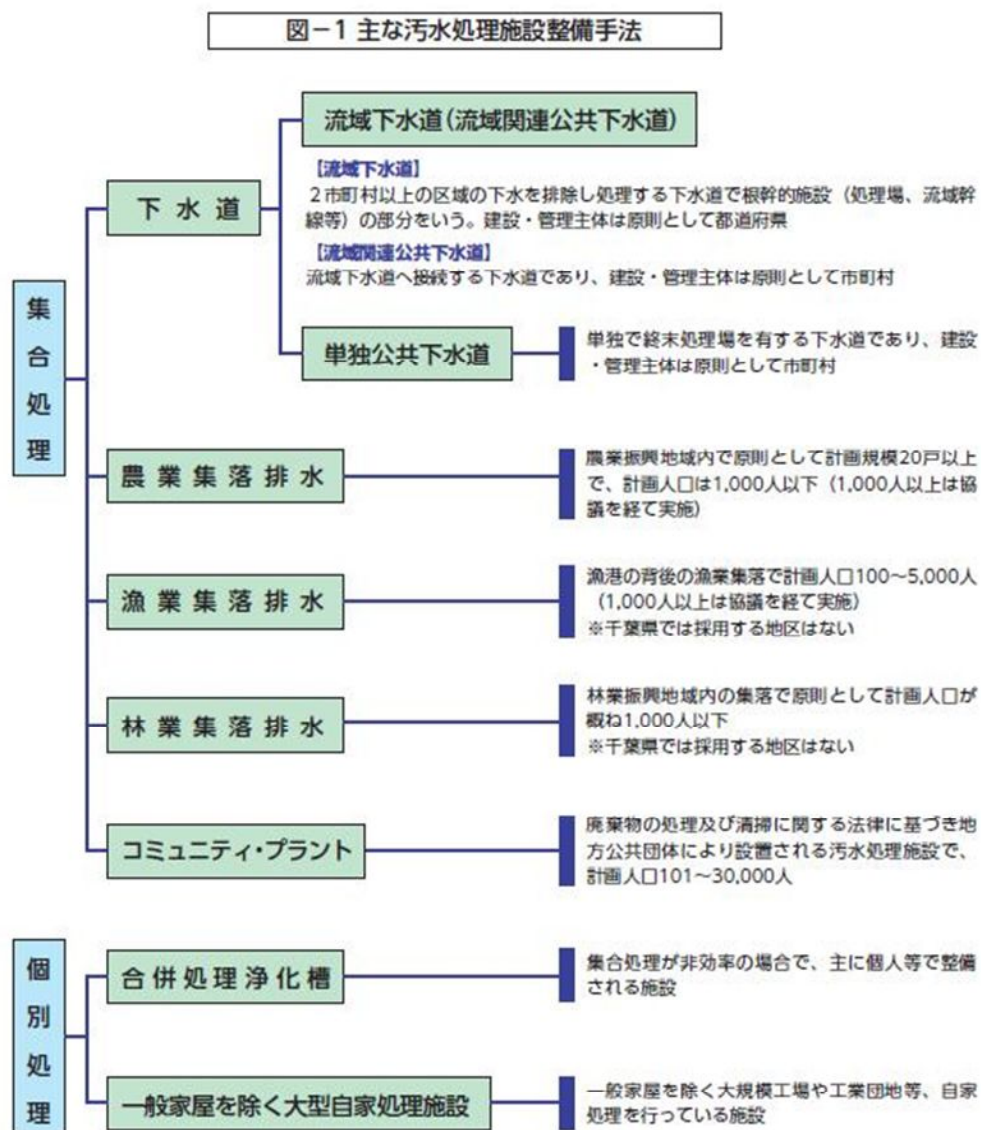 図－1 主な汚水処理施設整備手法
集合処理
下水道
流域下水道（流域関連公共下水道）
【流域下水道】
２市町村以上の区域の下水を排除し処理する下水道で根幹的施設（処理場、流域幹
線等）の部分をいう。建設・管理主体は原則として都道府県
【流域関連公共下水道】
流域下水道へ接続する下水道であり、建設・管理主体は原則として市町村
単独公共下水道
単独で終末処理場を有する下水道であり、建設
・管理主体は原則として市町村
農業集落排水
農業振興地域内で原則として計画規模20戸以上
で、計画人口は1,000人以下（1,000人以上は協
議を経て実施）
漁業集落排水
漁港の背後の漁業集落で計画人口100～5,000人
（1,000人以上は協議を経て実施）
※千葉県では採用する地区はない
林業集落排水
林業振興地域内の集落で原則として計画人口が
概ね1,000人以下
※千葉県では採用する地区はない
コミュニティ・プラント
廃棄物の処理及び清掃に関する法律に基づき地
方公共団体により設置される汚水処理施設で、
計画人口101～30,000人
個別処理
合併処理浄化槽
集合処理が非効率の場合で、主に個人等で整備
される施設
一般家屋を除く大型自家処理施設
一般家屋を除く大規模工場や工業団地等、自家
処理を行っている施設